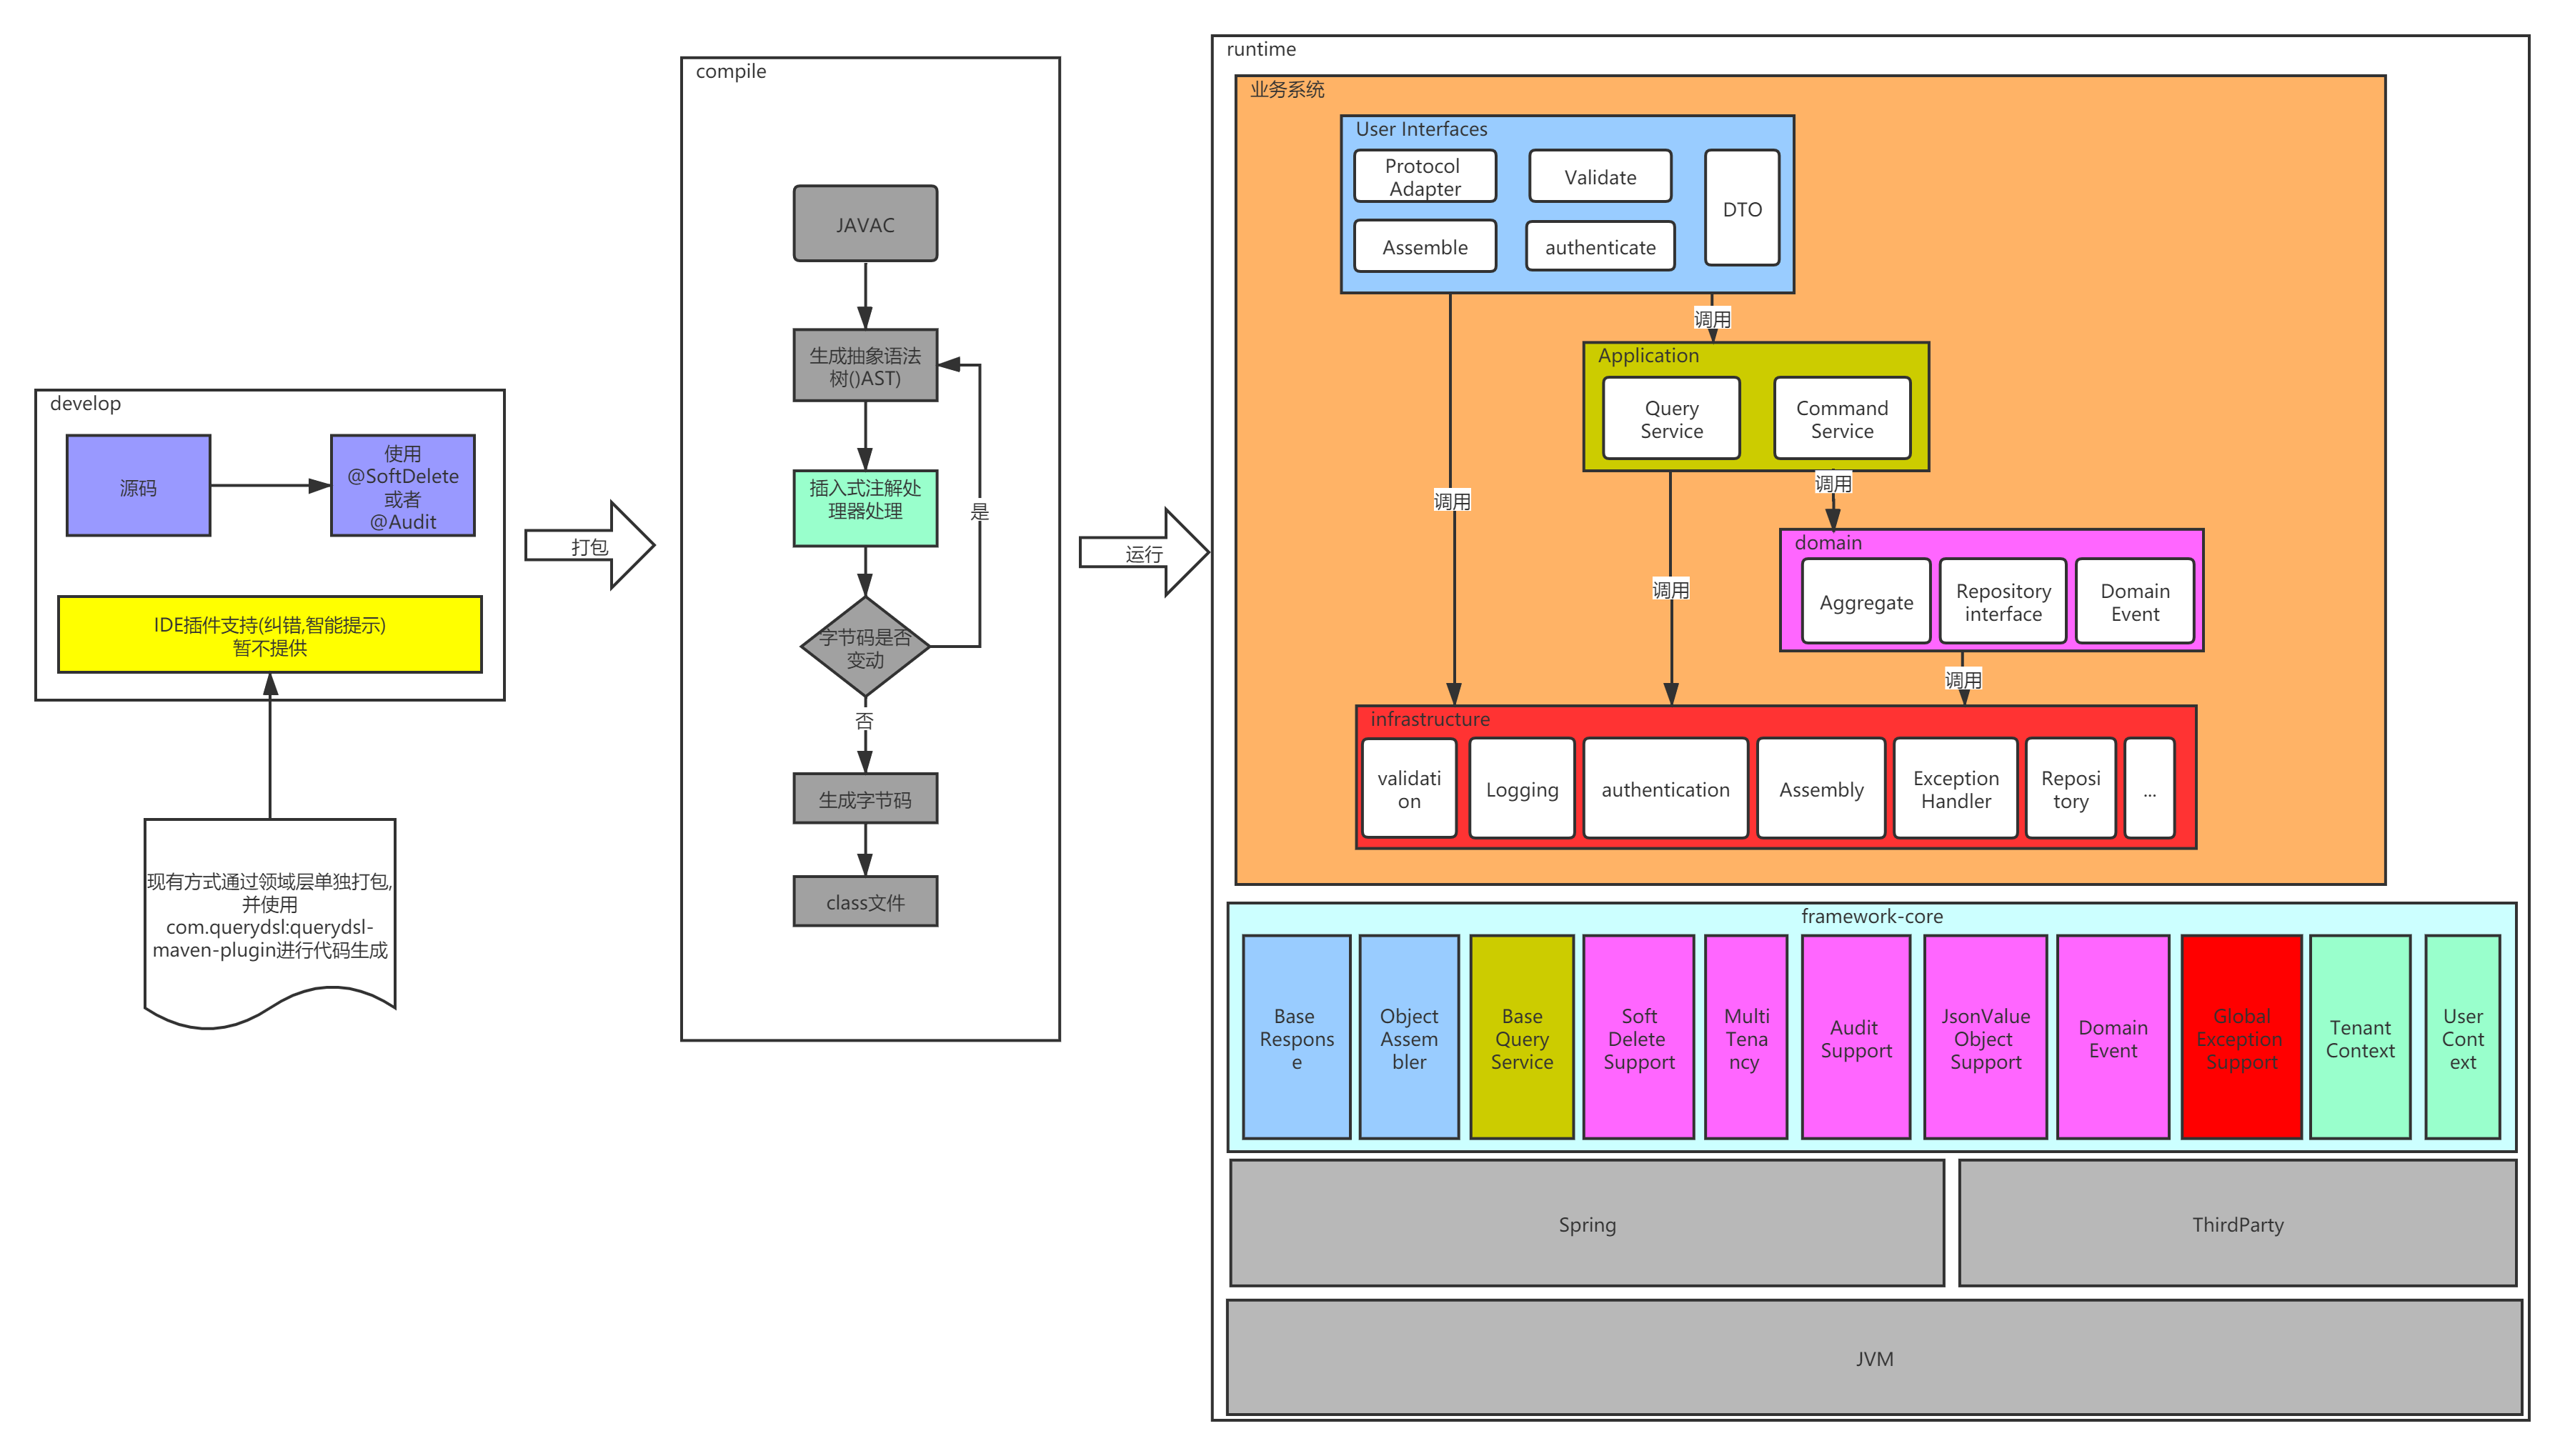 develop
源码
使用
@SoftDelete
或者
@Audit
IDE插件支持(纠错,智能提示)
暂不提供
现有方式通过领域层单独打包,
并使用
com.querydsl:querydsl-
maven-plugin进行代码生成
打包
compile
JAVAC
生成抽象语法
树()AST)
插入式注解处
理器处理
是
字节码是否
变动
否
生成字节码
class文件
运行
runtime
业务系统
User Interfaces
Protocol
Adapter
Validate
DTO
Assemble
authenticate
调用
Application
Query
Service
Command
Service
调用
调用
调用
domain
Aggregate
Repository
interface
Domain
Event
调用
infrastructure
validati
on
Logging
authentication
Assembly
Exception
Handler
Reposi
tory
...
framework-core
Base
Respons
e
Object
Assem
bler
Base
Query
Service
Soft
Delete
Support
Multi
Tena
ncy
Audit
Support
JsonValue
Object
Support
Domain
Event
Global
Exception
Support
Tenant
Context
User
Cont
ext
Spring
ThirdParty
JVM